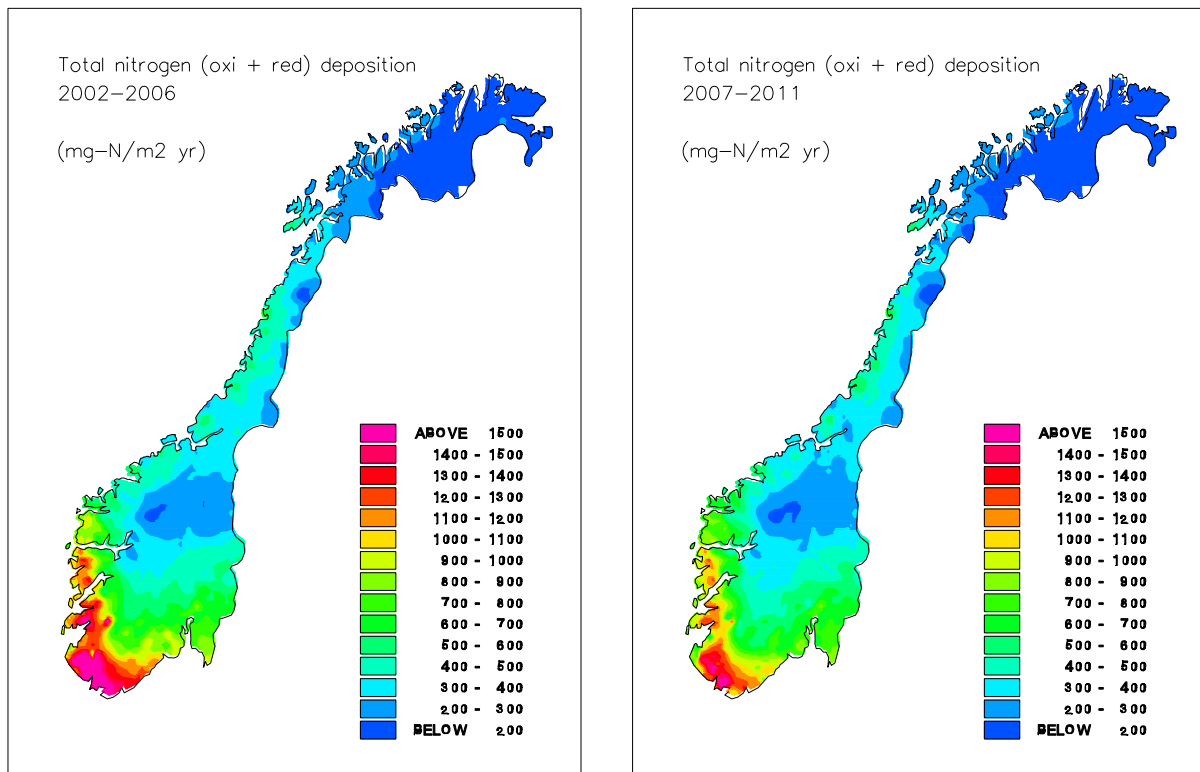 Total nitrogen (oxi + red) deposition
2002-2006
(mg-N/m2 yr)
ABOVE 1500
1400 - 1500
1300 - 1400
1200 - 1300
1100 - 1200
1000 - 1100
900 - 1000
800 - 900
700 - 800
600 - 700
500 - 600
400 - 500
300 - 400
200 - 300
BELOW 200
Total nitrogen (oxi + red) deposition
2007-2011
(mg-N/m2 yr)
ABOVE 1500
1400 - 1500
1300 - 1400
1200 - 1300
1100 - 1200
1000 - 1100
900 - 1000
800 - 900
700 - 800
600 - 700
500 - 600
400 - 500
300 - 400
200 - 300
BELOW 200